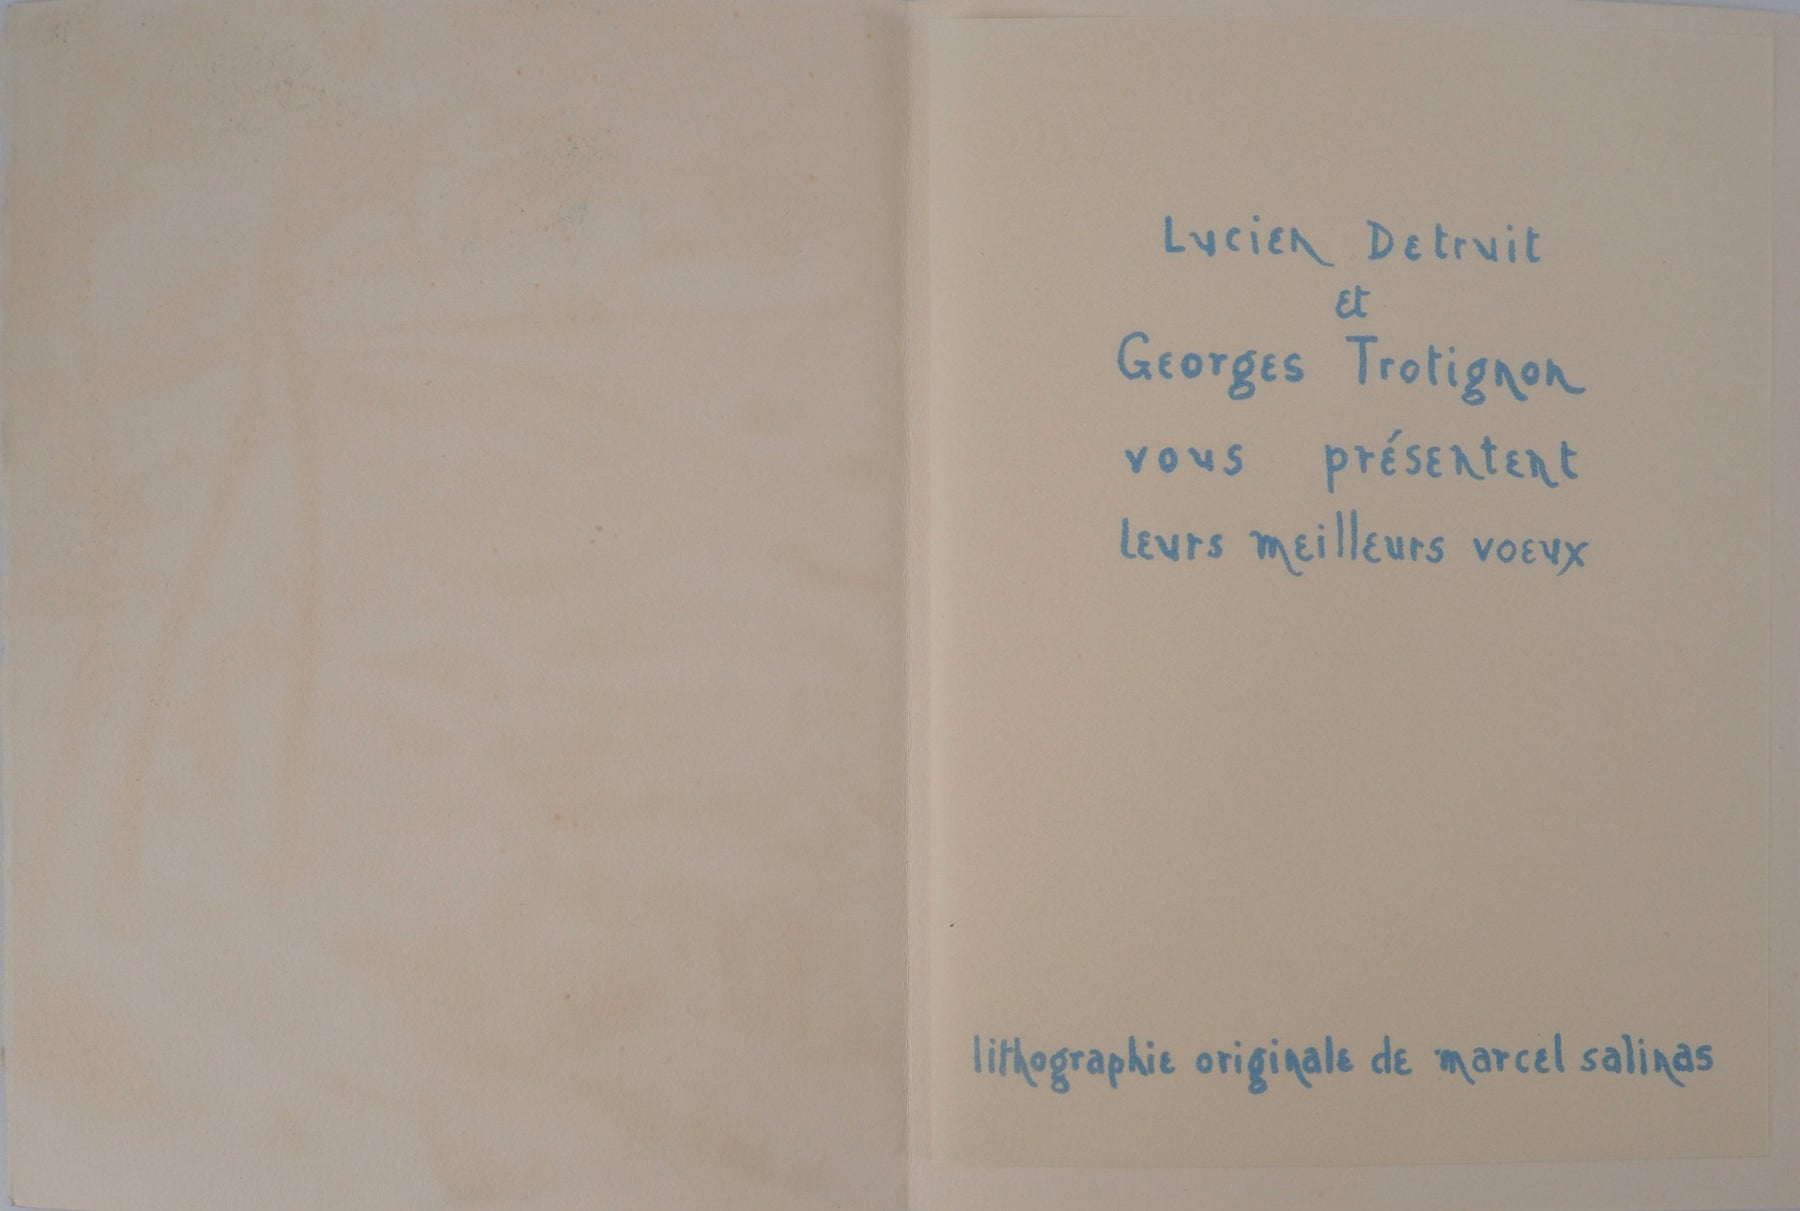 Lucien Detruit
et
Georges Trotignon
vous présentent
leurs meilleurs voeux
lithographie originale de marcel salinas